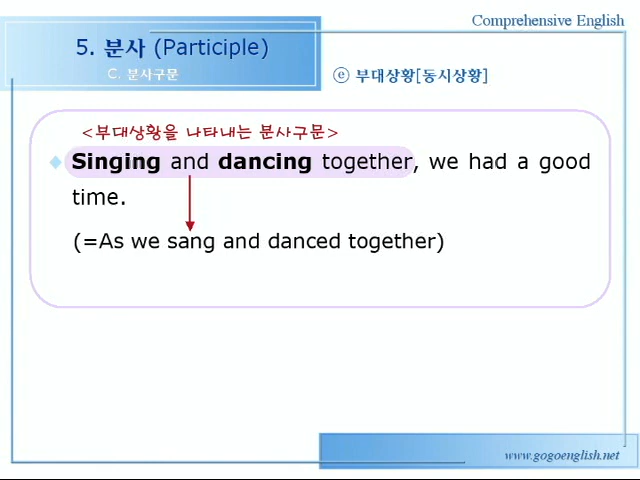 Comprehensive English
5. 분사 (Participle)
C. 분사구문
ⓔ 부대상황[동시상황]
<부대상황을 나타내는 분사구문>
Singing and dancing together, we had a good
time.
(=As we sang and danced together)
www.gogoenglish.net